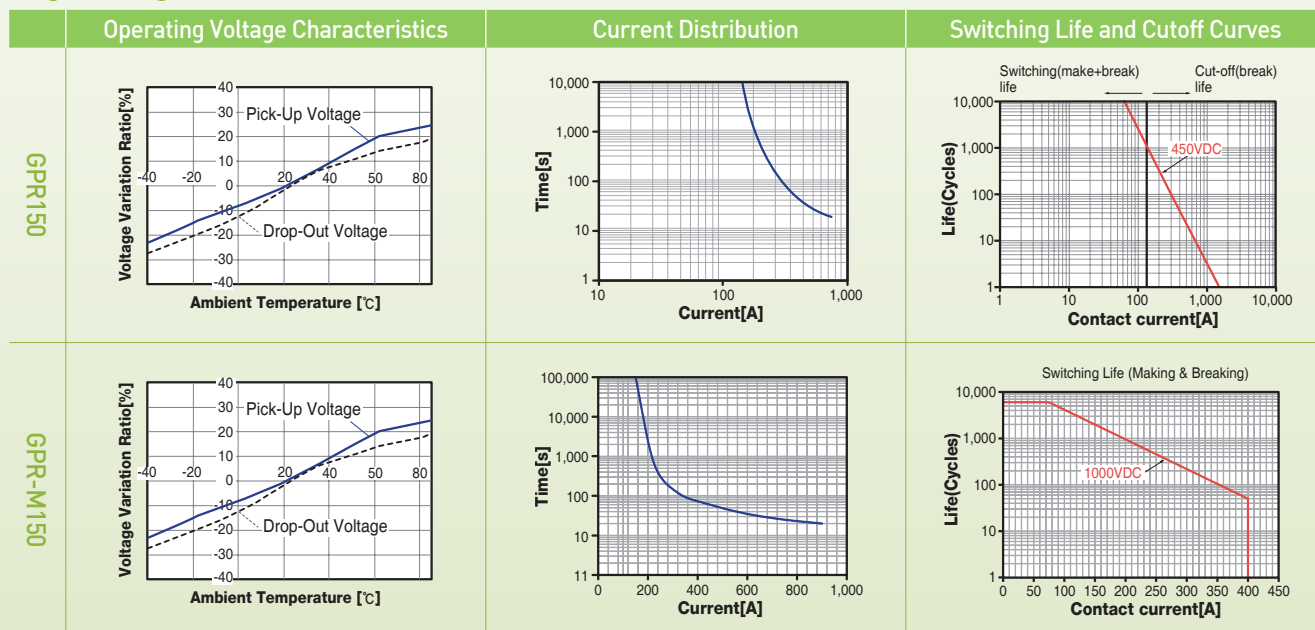 Operating Voltage Characteristics
Current Distribution
Switching Life and Cutoff Curves
GPR150
Voltage Variation Ratio[%]
40
30
20
10
0
-10
-20
-30
-40
-40 -20 20 40 60 80
Pick-Up Voltage
Drop-Out Voltage
Ambient Temperature [℃]
Time[s]
10,000
1,000
100
10
1
10 100 1,000
Current[A]
Switching(make+break)
life
Cut-off(break)
life
Life(Cycles)
10,000
1,000
100
10
1
450VDC
1 10 100 1,000 10,000
Contact current[A]
GPR-M150
Voltage Variation Ratio[%]
40
30
20
10
0
-10
-20
-30
-40
-40 -20 20 40 60 80
Pick-Up Voltage
Drop-Out Voltage
Ambient Temperature [℃]
Time[s]
100,000
10,000
1,000
100
10
11
0 200 400 600 800 1,000
Current[A]
Switching Life (Making & Breaking)
Life(Cycles)
10,000
1,000
100
10
1
1000VDC
0 50 100 150 200 250 300 350 400 450
Contact current[A]